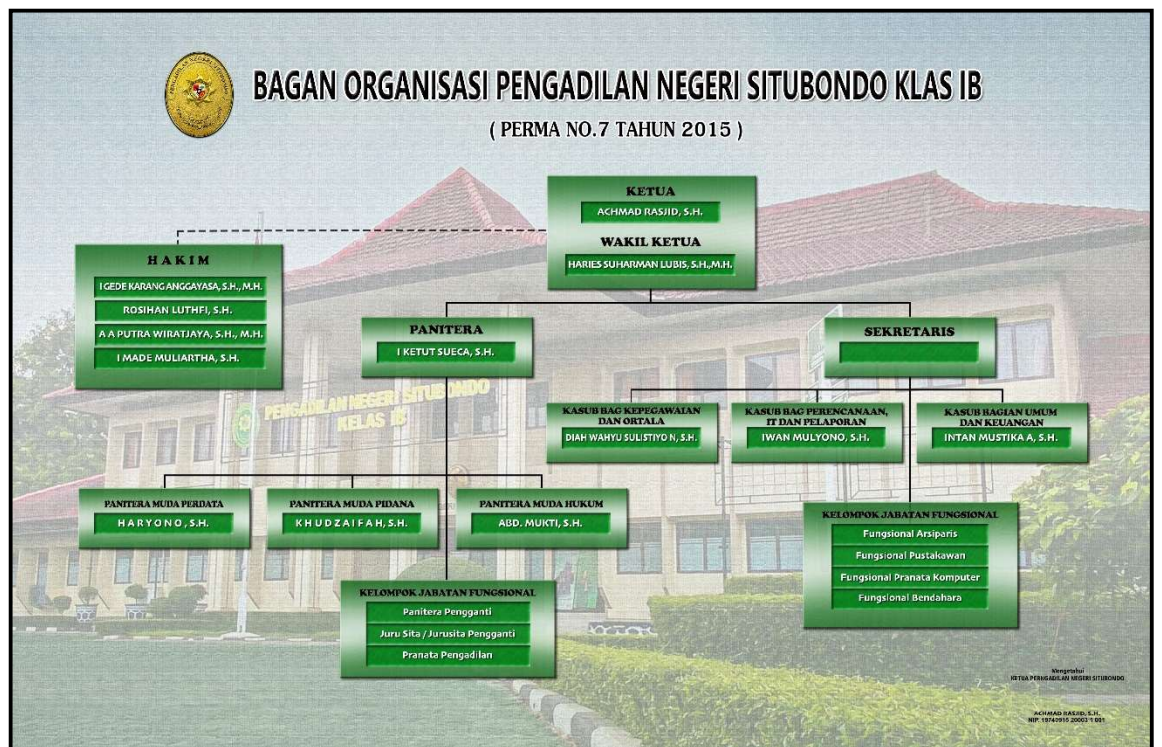 BAGAN ORGANISASI PENGADILAN NEGERI SITUBONDO KLAS IB
( PERMA NO.7 TAHUN 2015 )
KETUA
ACHMAD RASJID, S.H.
WAKIL KETUA
HARIES SUHARMAN LUBIS, S.H.,M.H.
H A K I M
I GEDE KARANG ANGGAYASA, S.H., M.H.
ROSIHAN LUTHFI, S.H.
A A PUTRA WIRATJAYA, S.H., M.H.
I MADE MULIARTHA, S.H.
PANITERA
I KETUT SUECA, S.H.
SEKRETARIS
PENGADILAN NEGERI SITUBONDO
KELAS IB
KASUB BAG KEPEGAWAIAN
DAN ORTALA
DIAH WAHYU SULISTIYO N, S.H.
KASUB BAG PERENCANAAN,
IT DAN PELAPORAN
IWAN MULYONO, S.H.
KASUB BAGIAN UMUM
DAN KEUANGAN
INTAN MUSTIKA A, S.H.
PANITERA MUDA PERDATA
H A R Y O N O , S.H.
PANITERA MUDA PIDANA
K H U D Z A I F A H, S.H.
PANITERA MUDA HUKUM
ABD. MUKTI, S.H.
KELOMPOK JABATAN FUNGSIONAL
Fungsional Arsiparis
Fungsional Pustakawan
Fungsional Pranata Komputer
Fungsional Bendahara
KELOMPOK JABATAN FUNGSIONAL
Panitera Pengganti
Juru Sita / Jurusita Pengganti
Pranata Pengadilan
Mengetahui
ACHMAD RASJID, S.H.